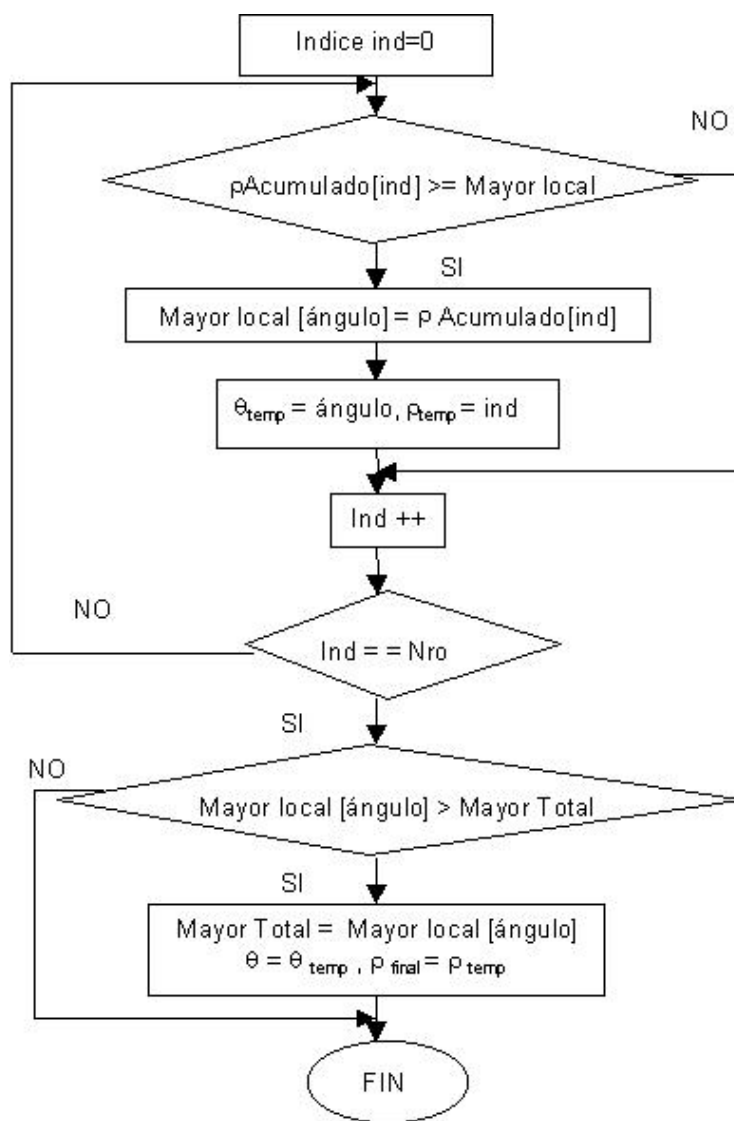 Indice ind=0
NO
ρAcumulado[ind] >= Mayor local
SI
Mayor local [ángulo] = ρ Acumulado[ind]
θtemp = ángulo, ρtemp = ind
Ind ++
NO
Ind = = Nro
SI
NO
Mayor local [ángulo] > Mayor Total
SI
Mayor Total = Mayor local [ángulo]
θ = θ temp , ρ final = ρ temp
FIN